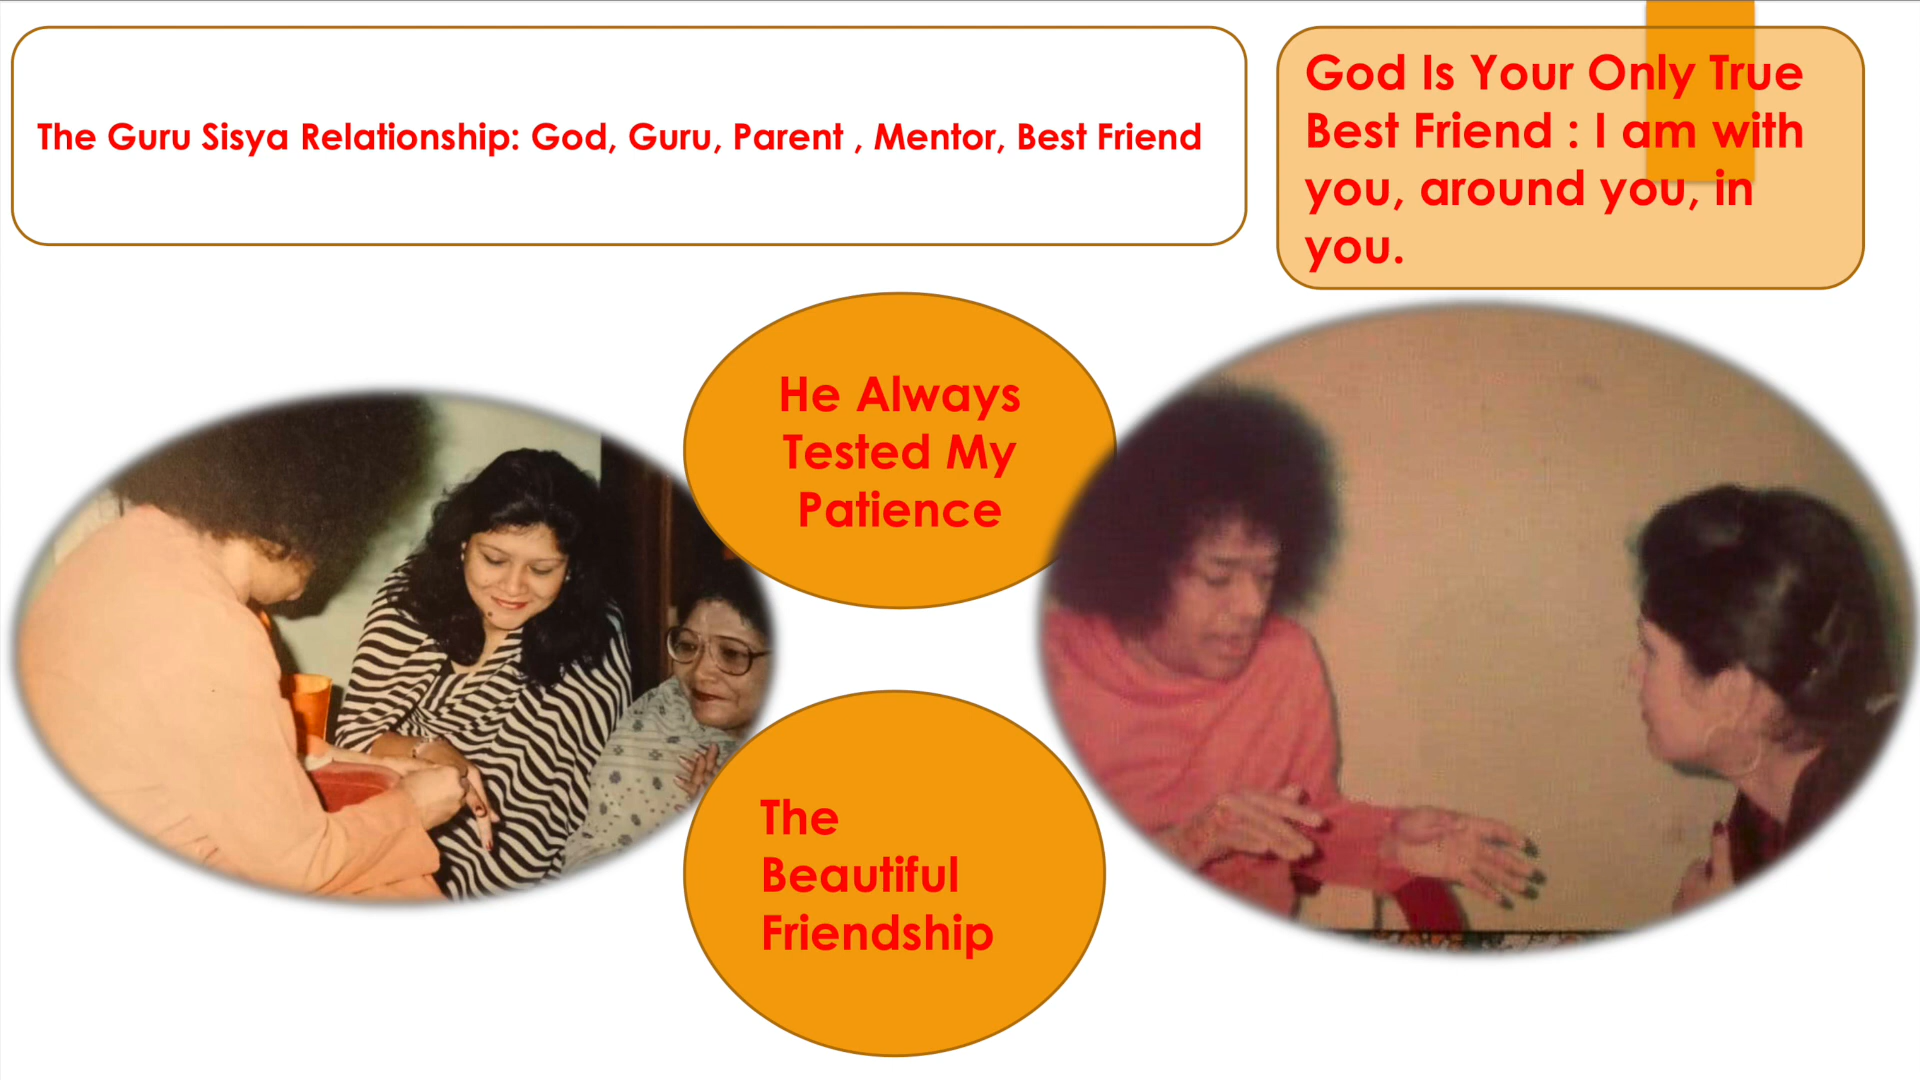 The Guru Sisya Relationship: God, Guru, Parent , Mentor, Best Friend
God Is Your Only True
Best Friend : I am with
you, around you, in
you.
He Always
Tested My
Patience
The
Beautiful
Friendship